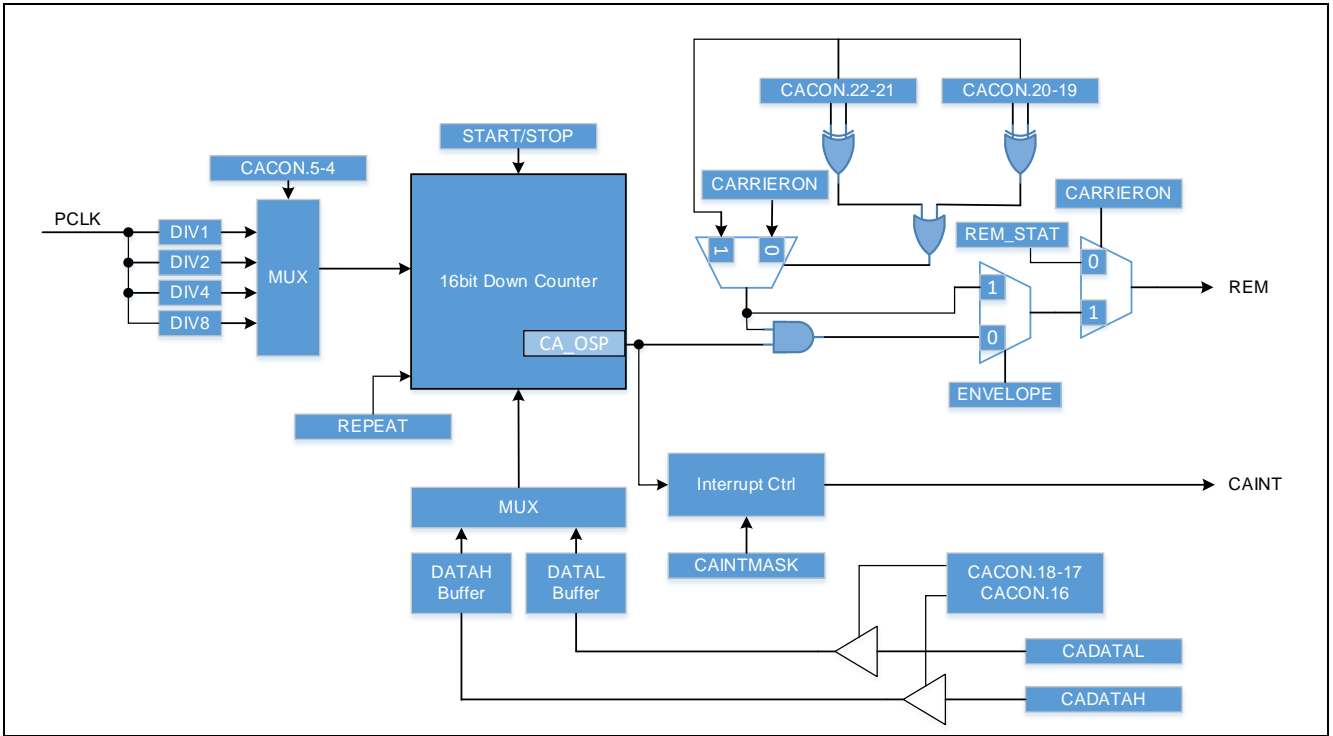 CACON.22-21
CACON.20-19
START/STOP
CACON.5-4
CARRIERON
CARRIERON
PCLK
DIV1
DIV2
DIV4
DIV8
MUX
16bit Down Counter
CA_OSP
1
0
REM_STAT
0
1
1
0
REM
ENVELOPE
REPEAT
MUX
Interrupt Ctrl
CAINT
CAINTMASK
DATAH
Buffer
DATAL
Buffer
CACON.18-17
CACON.16
CADATAL
CADATAH